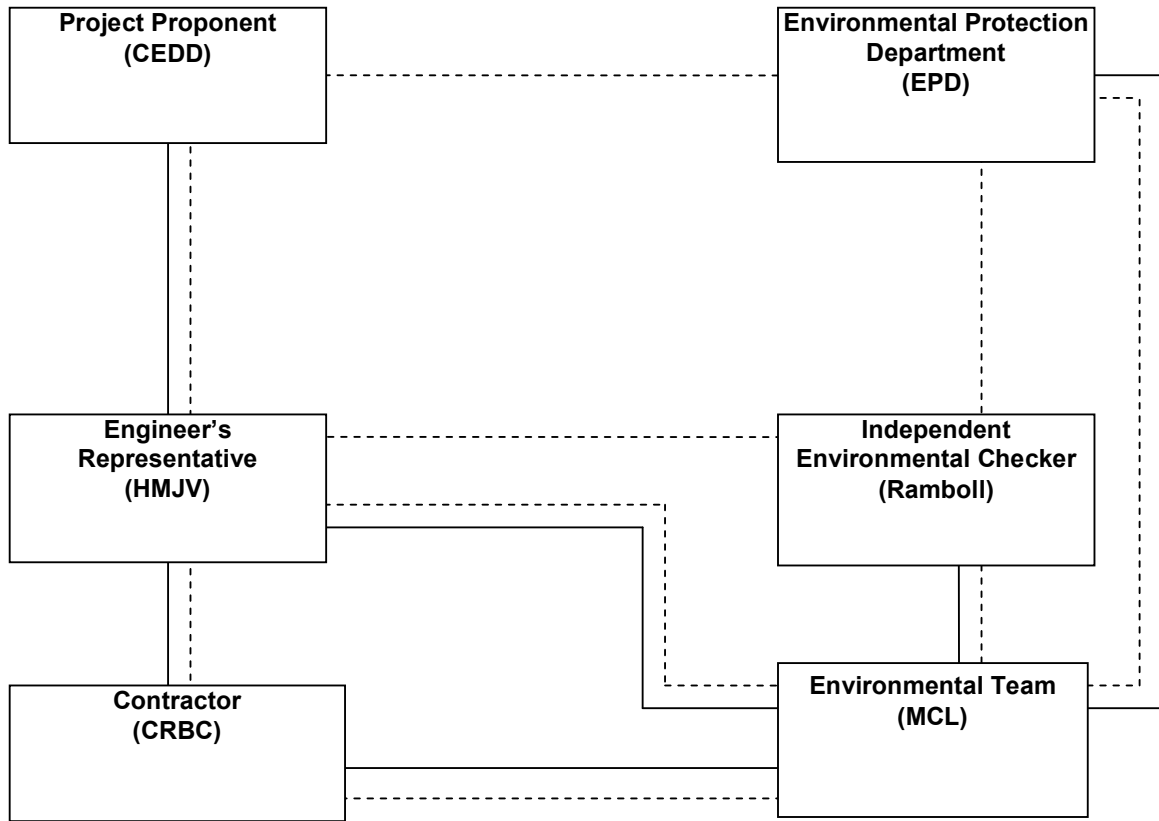 Project Proponent
(CEDD)
Environmental Protection
Department
(EPD)
Engineer’s
Representative
(HMJV)
Independent
Environmental Checker
(Ramboll)
Contractor
(CRBC)
Environmental Team
(MCL)